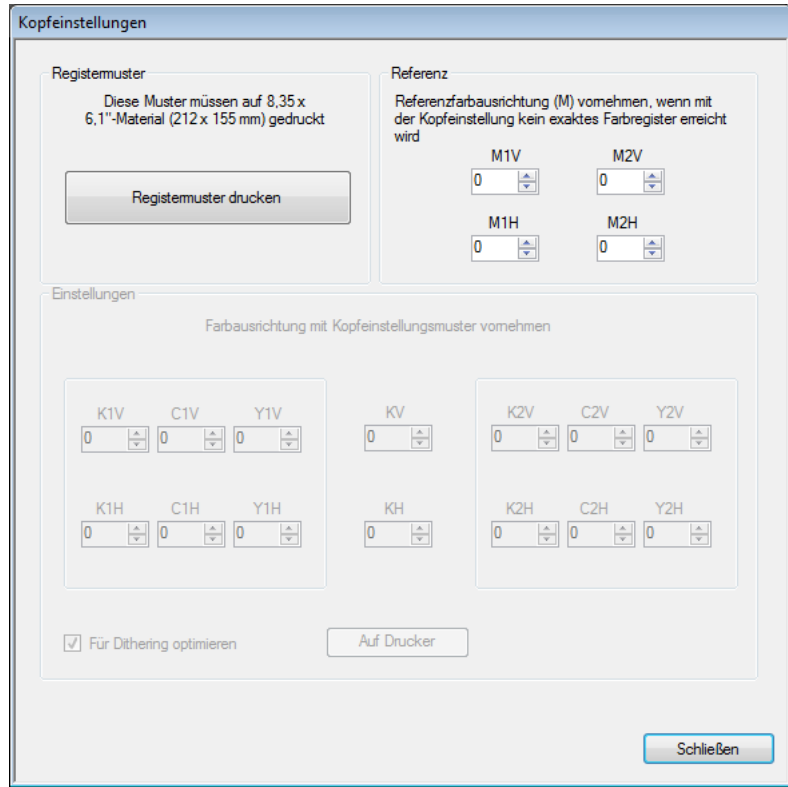 Kopfeinstellungen
Registermuster
Diese Muster müssen auf 8,35 x
6,1"-Material (212 x 155 mm) gedruckt
Registermuster drucken
Referenz
Referenzfarbausrichtung (M) vornehmen, wenn mit
der Kopfeinstellung kein exaktes Farbregister erreicht
wird
M1V M2V
0 0
M1H M2H
0 0
Einstellungen
Farbausrichtung mit Kopfeinstellungsmuster vornehmen
K1V C1V Y1V KV K2V C2V Y2V
0 0 0 0 0 0 0
K1H C1H Y1H KH K2H C2H Y2H
0 0 0 0 0 0 0
Für Dithering optimieren
Auf Drucker
Schließen